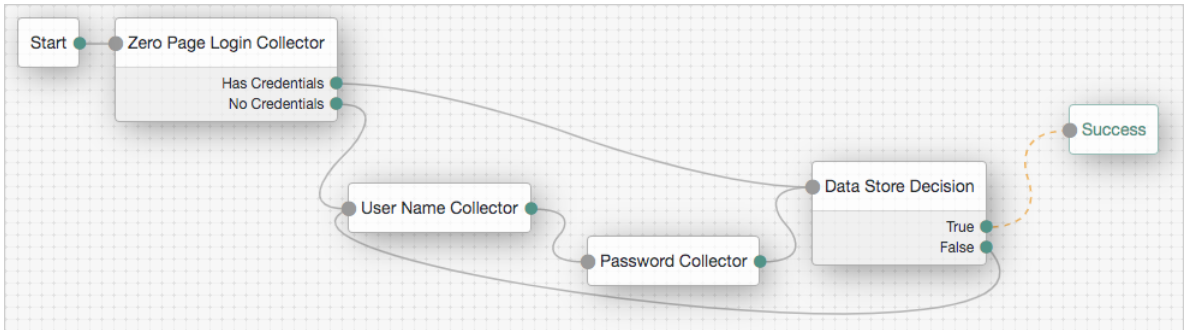 Start
Zero Page Login Collector
Has Credentials
No Credentials
Success
Data Store Decision
True
False
User Name Collector
Password Collector